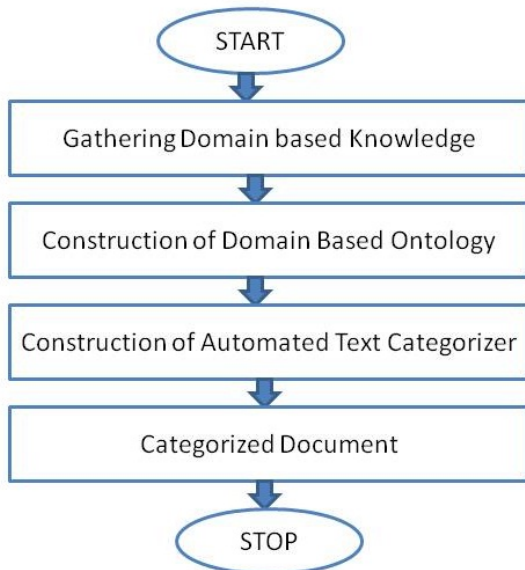 START
Gathering Domain based Knowledge
Construction of Domain Based Ontology
Construction of Automated Text Categorizer
Categorized Document
STOP